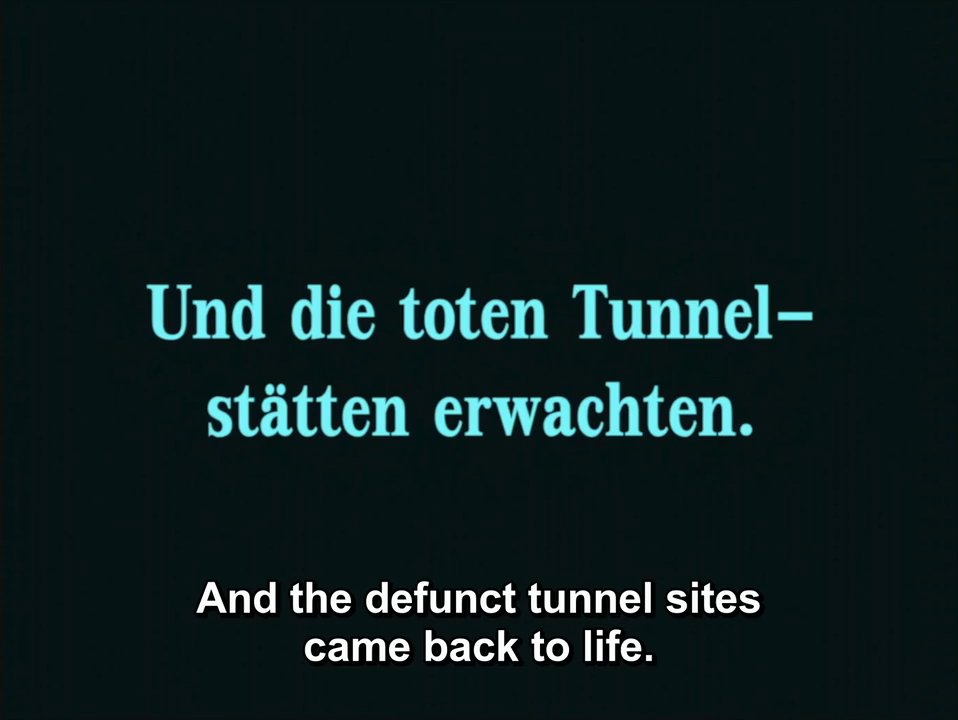 Und die toten Tunnel-
stätten erwachten.
And the defunct tunnel sites
came back to life.